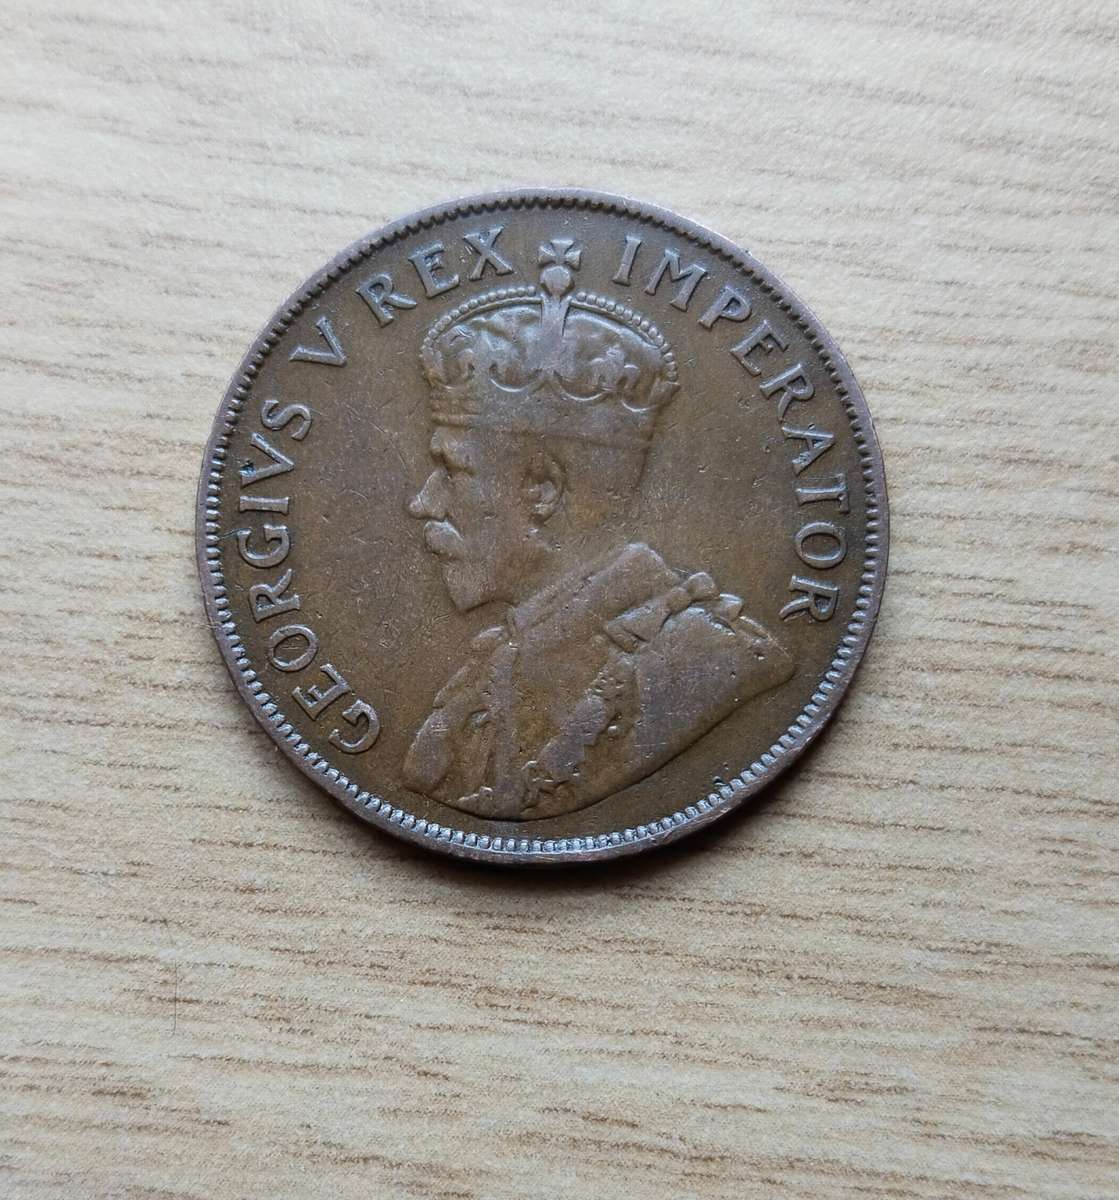 GEORGIVS V REX IMPERATOR